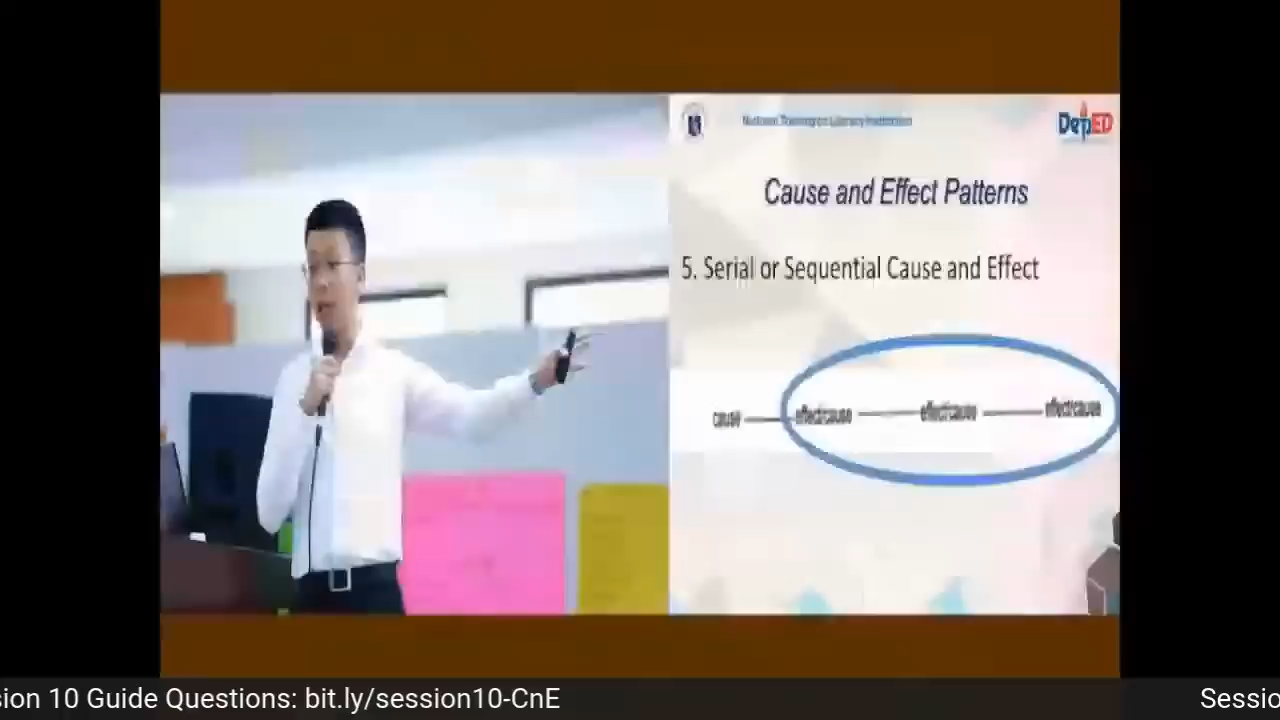 DepED
Cause and Effect Patterns
5. Serial or Sequential Cause and Effect
cause effect/cause effect/cause effect/cause
sion 10 Guide Questions: bit.ly/session10-CnE
Sessio